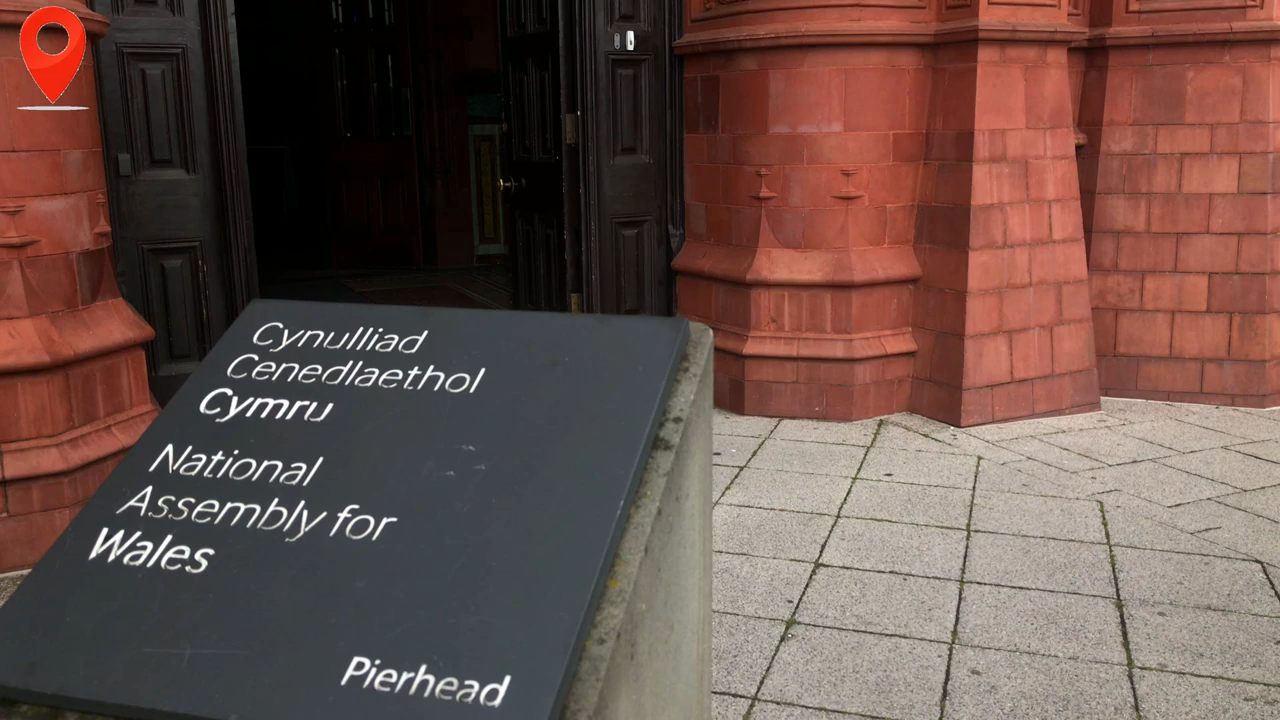 Cynulliad
Cenedlaethol
Cymru
National
Assembly for
Wales
Pierhead